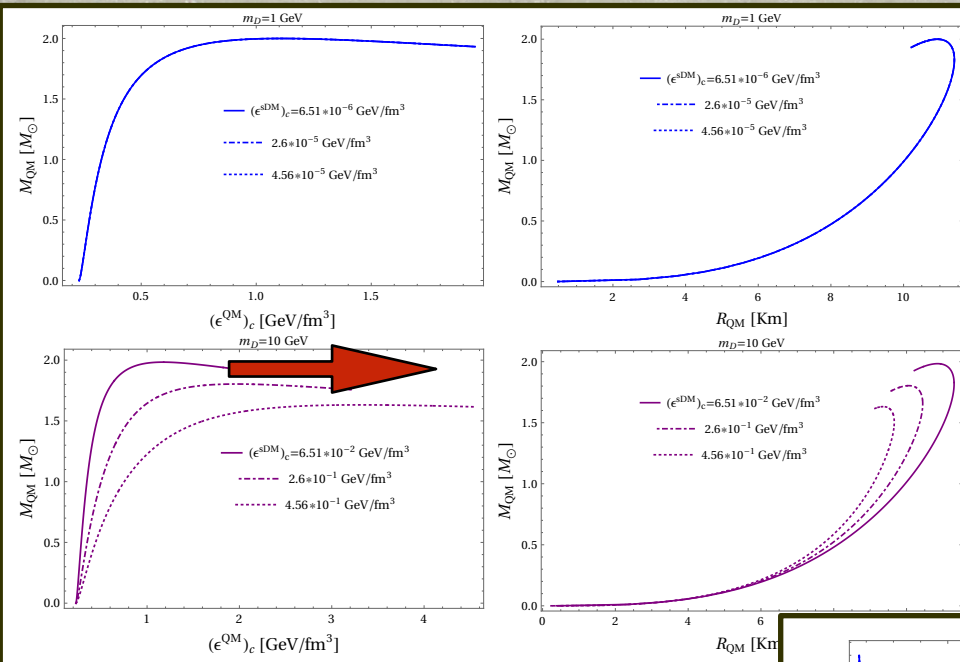 m_D=1 GeV
2.0
1.5
1.0
0.5
0.0
M_QM [M_⊙]
(ϵ^sDM)_c=6.51*10^-6 GeV/fm^3
2.6*10^-5 GeV/fm^3
4.56*10^-5 GeV/fm^3
0.5 1.0 1.5
(ϵ^QM)_c [GeV/fm^3]
m_D=1 GeV
2.0
1.5
1.0
0.5
0.0
M_QM [M_⊙]
(ϵ^sDM)_c=6.51*10^-6 GeV/fm^3
2.6*10^-5 GeV/fm^3
4.56*10^-5 GeV/fm^3
2 4 6 8 10
R_QM [Km]
m_D=10 GeV
2.0
1.5
1.0
0.5
0.0
M_QM [M_⊙]
(ϵ^sDM)_c=6.51*10^-2 GeV/fm^3
2.6*10^-1 GeV/fm^3
4.56*10^-1 GeV/fm^3
1 2 3 4
(ϵ^QM)_c [GeV/fm^3]
m_D=10 GeV
2.0
1.5
1.0
0.5
0.0
M_QM [M_⊙]
(ϵ^sDM)_c=6.51*10^-2 GeV/fm^3
2.6*10^-1 GeV/fm^3
4.56*10^-1 GeV/fm^3
0 2 4 6
R_QM [Km